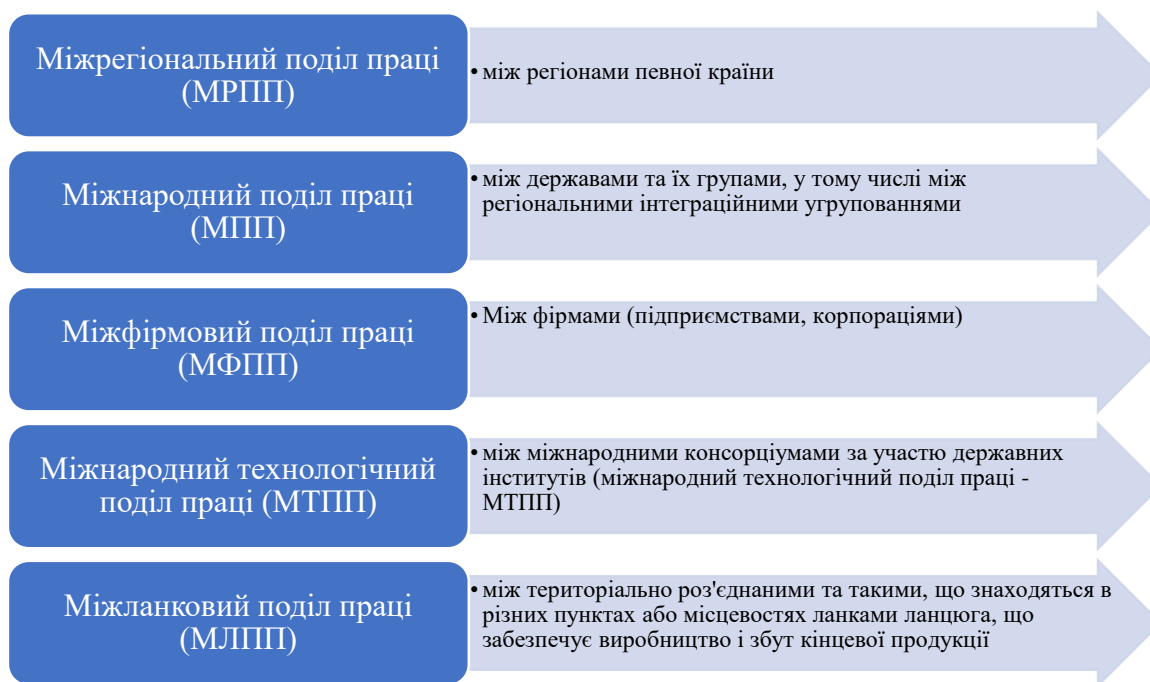 Міжрегіональний поділ праці
(МРПП)
• між регіонами певної країни
Міжнародний поділ праці
(МПП)
• між державами та їх групами, у тому числі між
регіональними інтеграційними угрупованнями
Міжфірмовий поділ праці
(МФПП)
• Між фірмами (підприємствами, корпораціями)
Міжнародний технологічний
поділ праці (МТПП)
• між міжнародними консорціумами за участю державних
інститутів (міжнародний технологічний поділ праці -
МТПП)
Міжланковий поділ праці
(МЛПП)
• між територіально роз'єднаними та такими, що знаходяться в
різних пунктах або місцевостях ланками ланцюга, що
забезпечує виробництво і збут кінцевої продукції